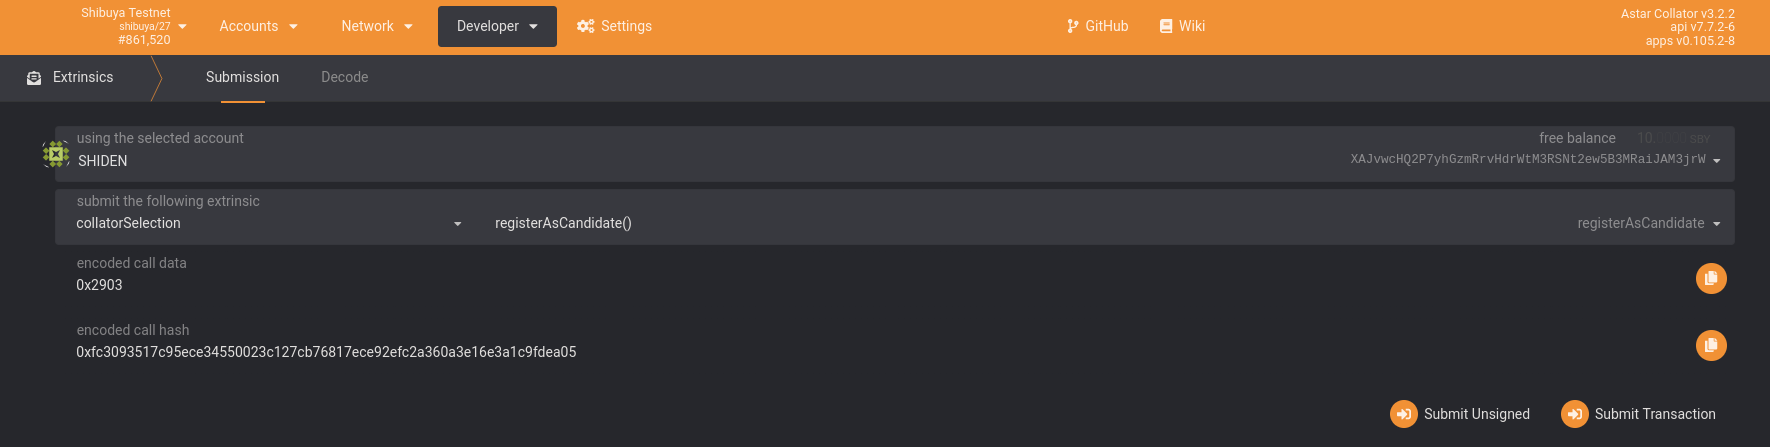 Shibuya Testnet
shibuya/27
#861,520
Accounts
Network
Developer
Settings
GitHub
Wiki
Astar Collator v3.2.2
api v7.7.2-6
apps v0.105.2-8
Extrinsics
Submission
Decode
using the selected account
free balance 10.0000 SBY
SHIDEN
XAJvwcHQ2P7yhGzmRrvHdrWtM3RSNt2ew5B3MRaiJAM3jrW
submit the following extrinsic
collatorSelection
registerAsCandidate()
registerAsCandidate
encoded call data
0x2903
encoded call hash
0xfc3093517c95ece34550023c127cb76817ece92efc2a360a3e16e3a1c9fdea05
Submit Unsigned
Submit Transaction